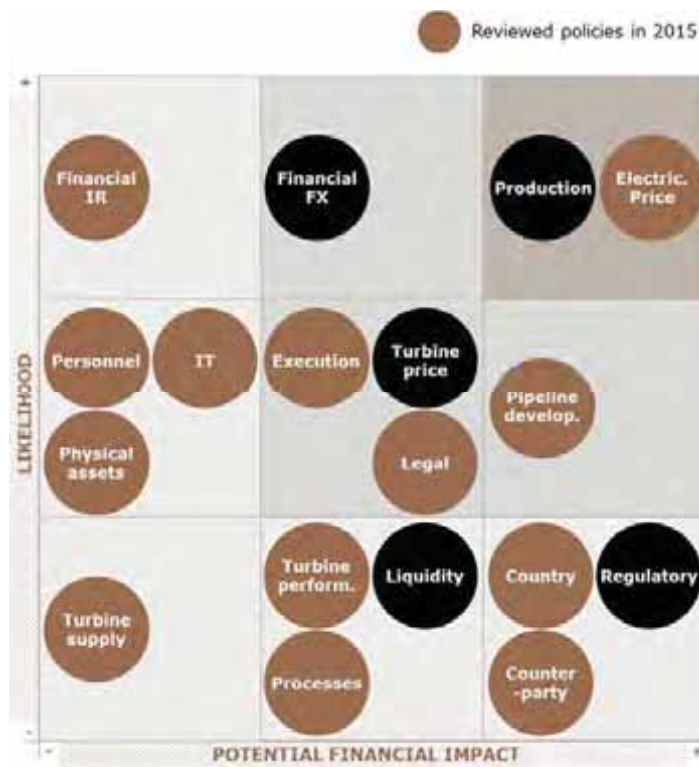 Reviewed policies in 2015
+
Financial
IR
Financial
FX
Production
Electric.
Price
Personnel
IT
Execution
Turbine
price
Pipeline
develop.
Physical
assets
Legal
LIKELIHOOD
Turbine
perform.
Liquidity
Country
Regulatory
Turbine
supply
Processes
Counter
-party
-
-
POTENTIAL FINANCIAL IMPACT
+